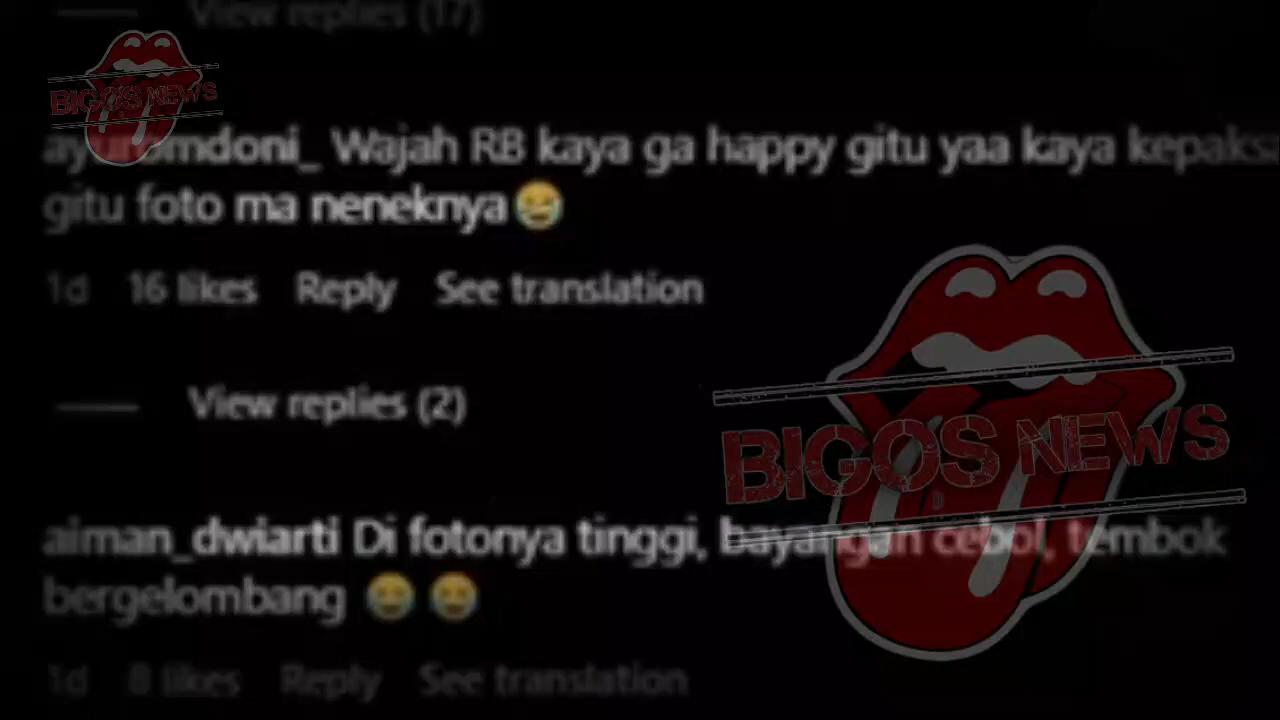 View replies (17)
BIGOS NEWS
Wajah RB kaya ga happy gitu yaa kaya
gitu foto ma neneknya😂
1d 16 likes Reply See translation
View replies (2)
BIGOS NEWS
aiman_dwiarti Di fotonya tinggi, bayangan cebol, tembok
bergelombang 😂 😂
1d 8 likes Reply See translation